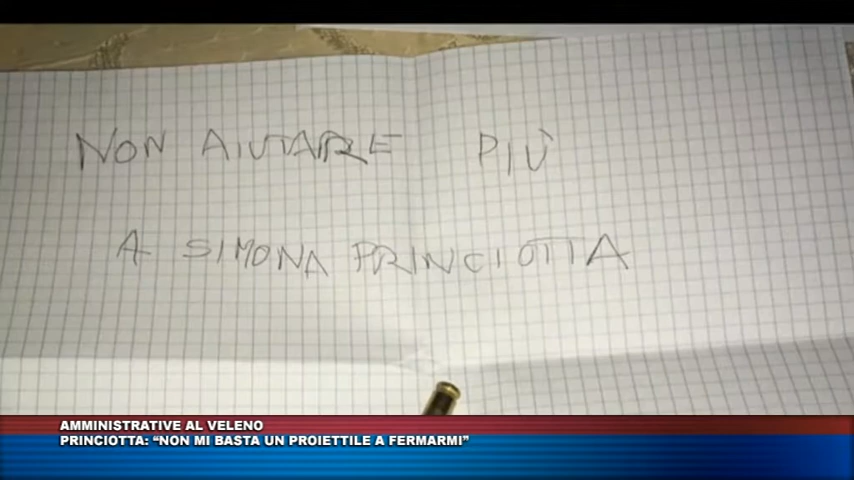 NON AIUTARE PIÙ
A SIMONA PRINCIOTTA
AMMINISTRATIVE AL VELENO
PRINCIOTTA: “NON MI BASTA UN PROIETTILE A FERMARMI”